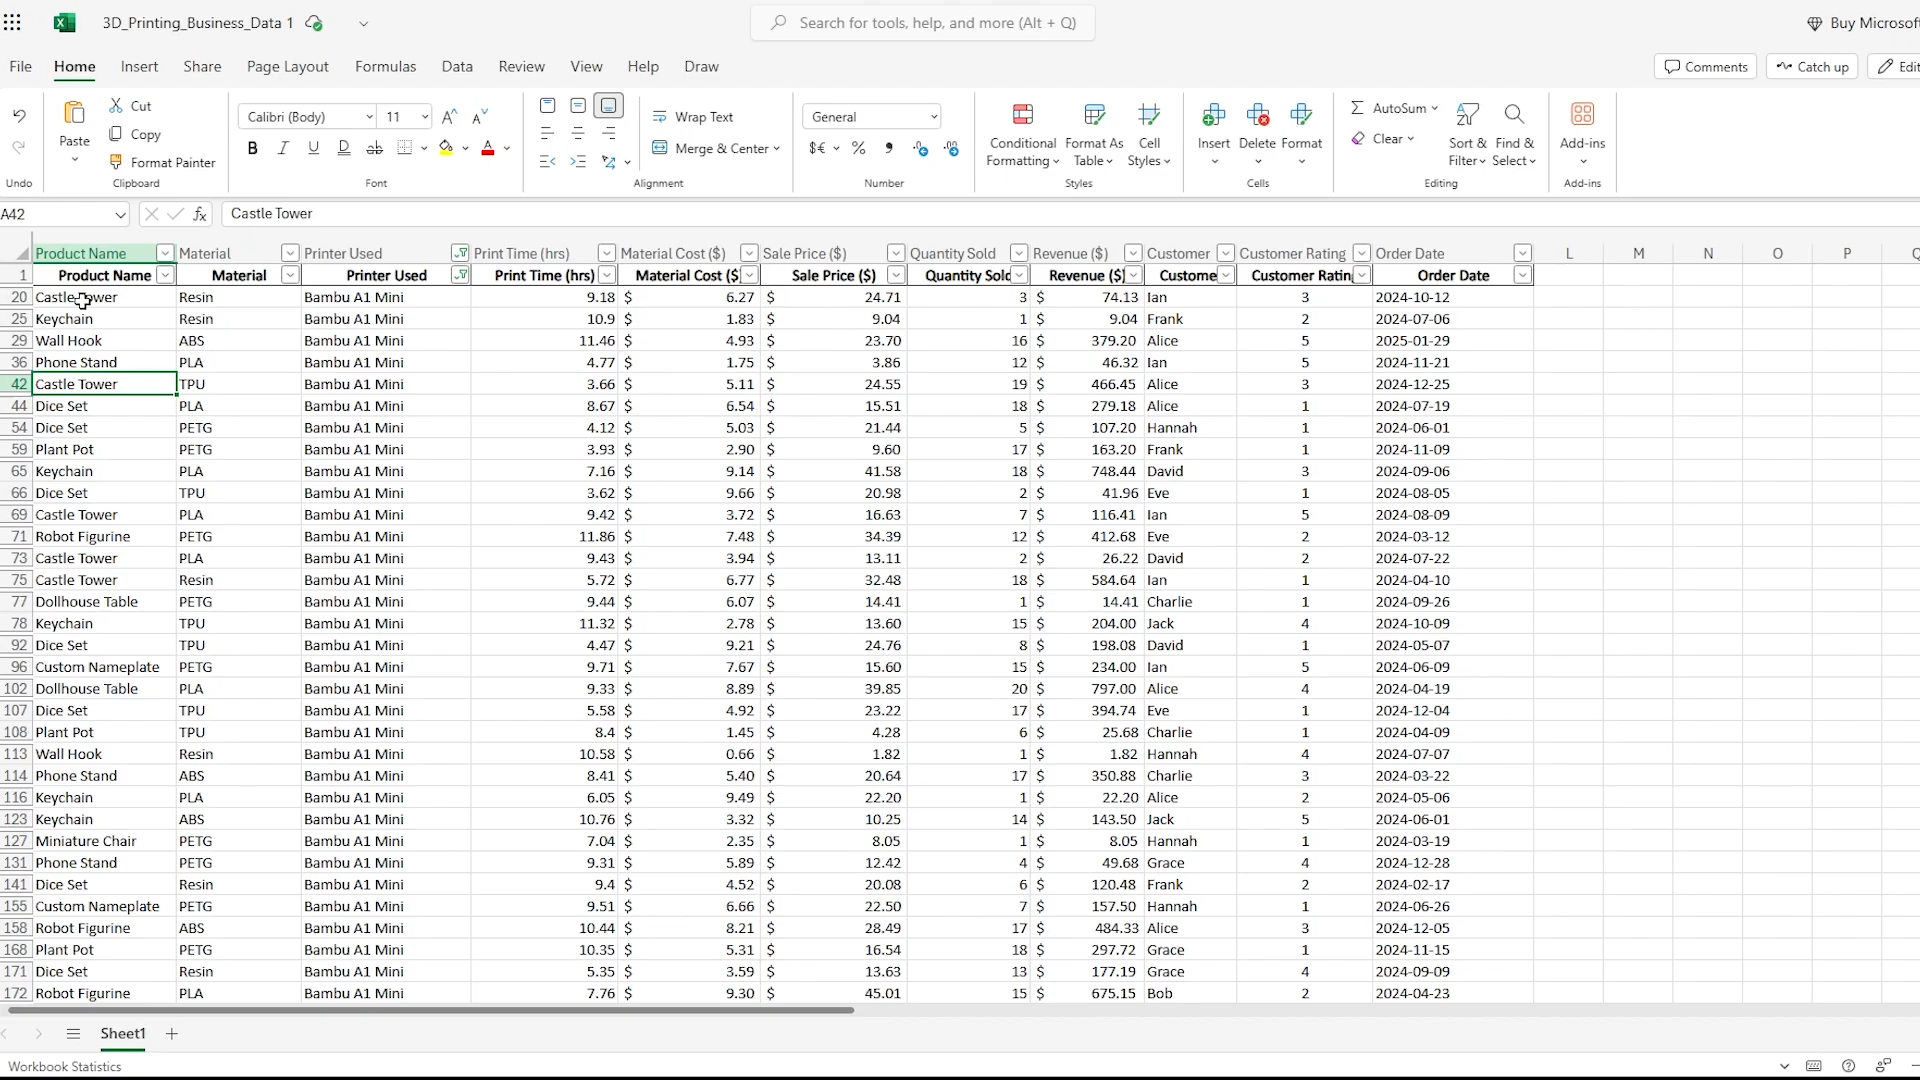 3D_Printing_Business_Data 1
Search for tools, help, and more (Alt + Q)
Buy Microsof
File Home Insert Share Page Layout Formulas Data Review View Help Draw
Comments Catch up Edit
Paste Cut Copy Format Painter
Calibri (Body) 11
B I U D ab A
Wrap Text
Merge & Center
General
$€ % 9
Conditional Formatting Format As Table Cell Styles
Insert Delete Format
AutoSum
Clear
Sort & Filter Find & Select
Add-ins
Undo Clipboard Font Alignment Number Styles Cells Editing Add-ins
A42 fx Castle Tower
Product Name Material Printer Used Print Time (hrs) Material Cost ($) Sale Price ($) Quantity Sold Revenue ($) Customer Customer Rating Order Date L M N O P Q
1 Product Name Material Printer Used Print Time (hrs) Material Cost ($ Sale Price ($) Quantity Sold Revenue ($) Custome Customer Rating Order Date
20 Castle Tower Resin Bambu A1 Mini 9.18 $ 6.27 $ 24.71 3 $ 74.13 Ian 3 2024-10-12
25 Keychain Resin Bambu A1 Mini 10.9 $ 1.83 $ 9.04 1 $ 9.04 Frank 2 2024-07-06
29 Wall Hook ABS Bambu A1 Mini 11.46 $ 4.93 $ 23.70 16 $ 379.20 Alice 5 2025-01-29
36 Phone Stand PLA Bambu A1 Mini 4.77 $ 1.75 $ 3.86 12 $ 46.32 Ian 5 2024-11-21
42 Castle Tower TPU Bambu A1 Mini 3.66 $ 5.11 $ 24.55 19 $ 466.45 Alice 3 2024-12-25
44 Dice Set PLA Bambu A1 Mini 8.67 $ 6.54 $ 15.51 18 $ 279.18 Alice 1 2024-07-19
54 Dice Set PETG Bambu A1 Mini 4.12 $ 5.03 $ 21.44 5 $ 107.20 Hannah 1 2024-06-01
59 Plant Pot PETG Bambu A1 Mini 3.93 $ 2.90 $ 9.60 17 $ 163.20 Frank 1 2024-11-09
65 Keychain PLA Bambu A1 Mini 7.16 $ 9.14 $ 41.58 18 $ 748.44 David 3 2024-09-06
66 Dice Set TPU Bambu A1 Mini 3.62 $ 9.66 $ 20.98 2 $ 41.96 Eve 1 2024-08-05
69 Castle Tower PLA Bambu A1 Mini 9.42 $ 3.72 $ 16.63 7 $ 116.41 Ian 5 2024-08-09
71 Robot Figurine PETG Bambu A1 Mini 11.86 $ 7.48 $ 34.39 12 $ 412.68 Eve 2 2024-03-12
73 Castle Tower PLA Bambu A1 Mini 9.43 $ 3.94 $ 13.11 2 $ 26.22 David 2 2024-07-22
75 Castle Tower Resin Bambu A1 Mini 5.72 $ 6.77 $ 32.48 18 $ 584.64 Ian 1 2024-04-10
77 Dollhouse Table PETG Bambu A1 Mini 9.44 $ 6.07 $ 14.41 1 $ 14.41 Charlie 1 2024-09-26
78 Keychain TPU Bambu A1 Mini 11.32 $ 2.78 $ 13.60 15 $ 204.00 Jack 4 2024-10-09
92 Dice Set TPU Bambu A1 Mini 4.47 $ 9.21 $ 24.76 8 $ 198.08 David 1 2024-05-07
96 Custom Nameplate PETG Bambu A1 Mini 9.71 $ 7.67 $ 15.60 15 $ 234.00 Ian 5 2024-06-09
102 Dollhouse Table PLA Bambu A1 Mini 9.33 $ 8.89 $ 39.85 20 $ 797.00 Alice 4 2024-04-19
107 Dice Set TPU Bambu A1 Mini 5.58 $ 4.92 $ 23.22 17 $ 394.74 Eve 1 2024-12-04
108 Plant Pot TPU Bambu A1 Mini 8.4 $ 1.45 $ 4.28 6 $ 25.68 Charlie 1 2024-04-09
113 Wall Hook Resin Bambu A1 Mini 10.58 $ 0.66 $ 1.82 1 $ 1.82 Hannah 4 2024-07-07
114 Phone Stand ABS Bambu A1 Mini 8.41 $ 5.40 $ 20.64 17 $ 350.88 Charlie 3 2024-03-22
116 Keychain PLA Bambu A1 Mini 6.05 $ 9.49 $ 22.20 1 $ 22.20 Alice 2 2024-05-06
123 Keychain ABS Bambu A1 Mini 10.76 $ 3.32 $ 10.25 14 $ 143.50 Jack 5 2024-06-01
127 Miniature Chair PETG Bambu A1 Mini 7.04 $ 2.35 $ 8.05 1 $ 8.05 Hannah 1 2024-03-19
131 Phone Stand PETG Bambu A1 Mini 9.31 $ 5.89 $ 12.42 4 $ 49.68 Grace 4 2024-12-28
141 Dice Set Resin Bambu A1 Mini 9.4 $ 4.52 $ 20.08 6 $ 120.48 Frank 2 2024-02-17
155 Custom Nameplate PETG Bambu A1 Mini 9.51 $ 6.66 $ 22.50 7 $ 157.50 Hannah 1 2024-06-26
158 Robot Figurine ABS Bambu A1 Mini 10.44 $ 8.21 $ 28.49 17 $ 484.33 Alice 3 2024-12-05
168 Plant Pot PETG Bambu A1 Mini 10.35 $ 5.31 $ 16.54 18 $ 297.72 Grace 1 2024-11-15
171 Dice Set Resin Bambu A1 Mini 5.35 $ 3.59 $ 13.63 13 $ 177.19 Grace 4 2024-09-09
172 Robot Figurine PLA Bambu A1 Mini 7.76 $ 9.30 $ 45.01 15 $ 675.15 Bob 2 2024-04-23
Sheet1
Workbook Statistics